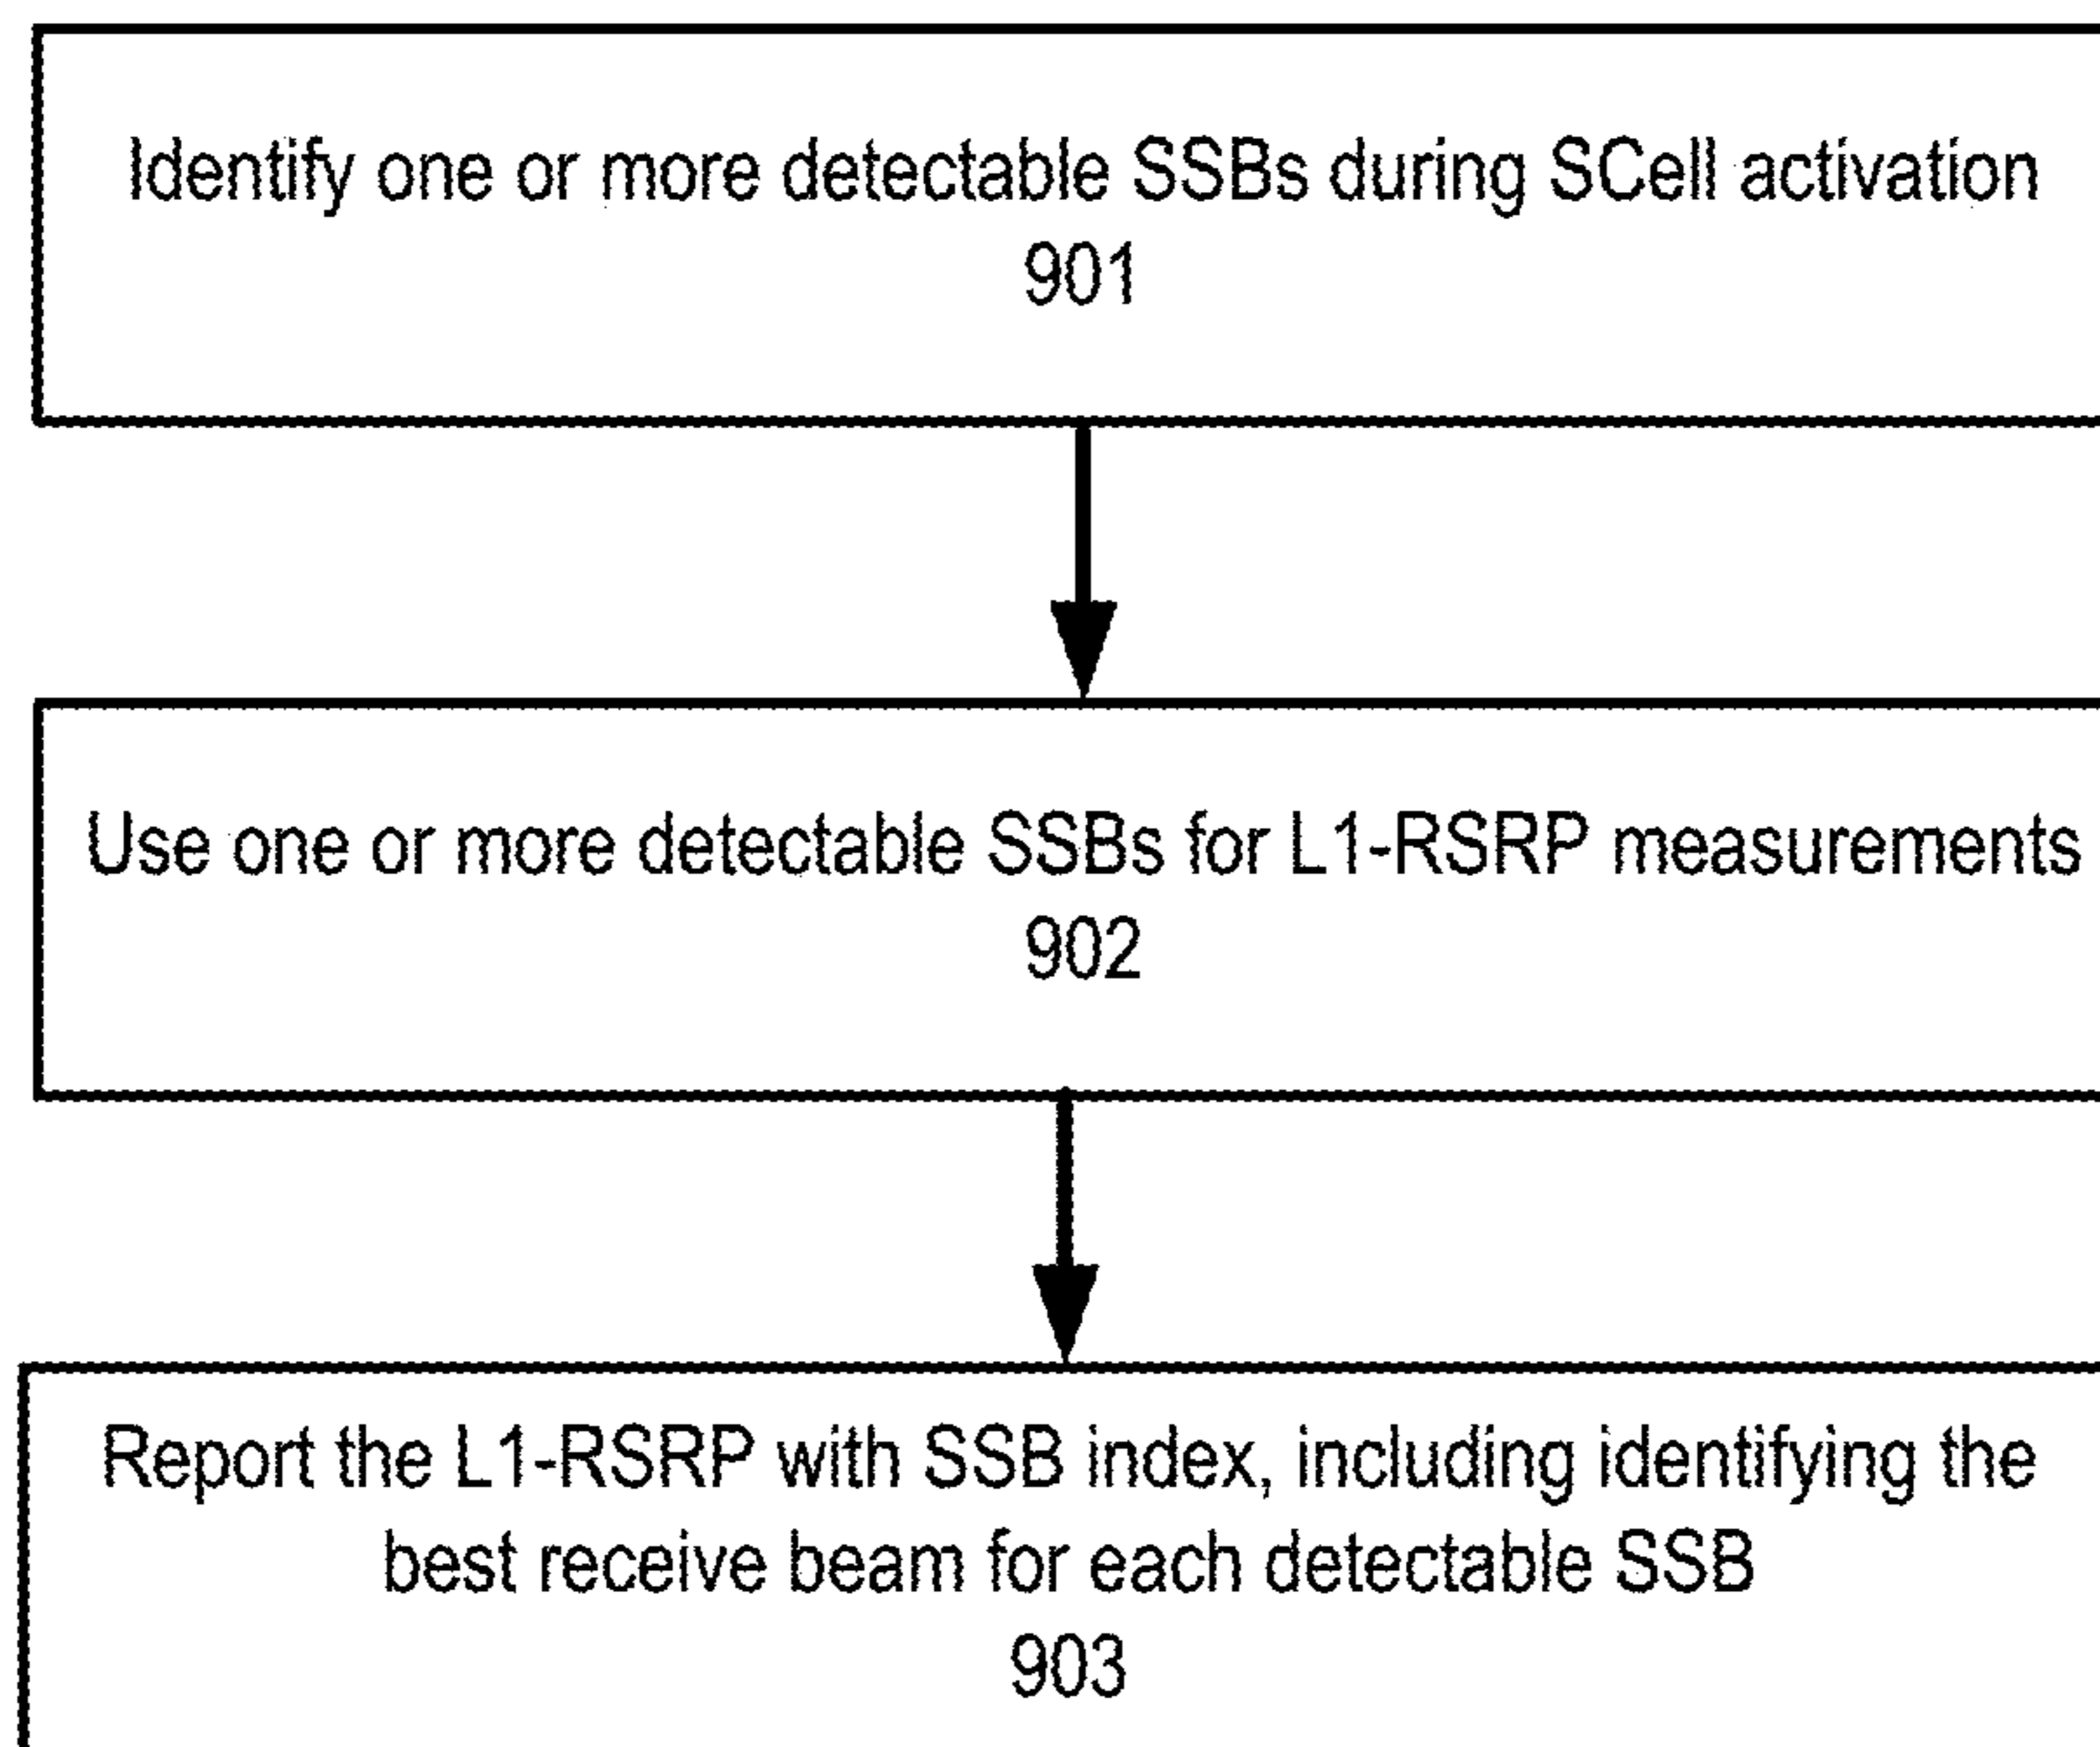 Identify one or more detectable SSBs during SCell activation
901
Use one or more detectable SSBs for L1-RSRP measurements
902
Report the L1-RSRP with SSB index, including identifying the
best receive beam for each detectable SSB
903